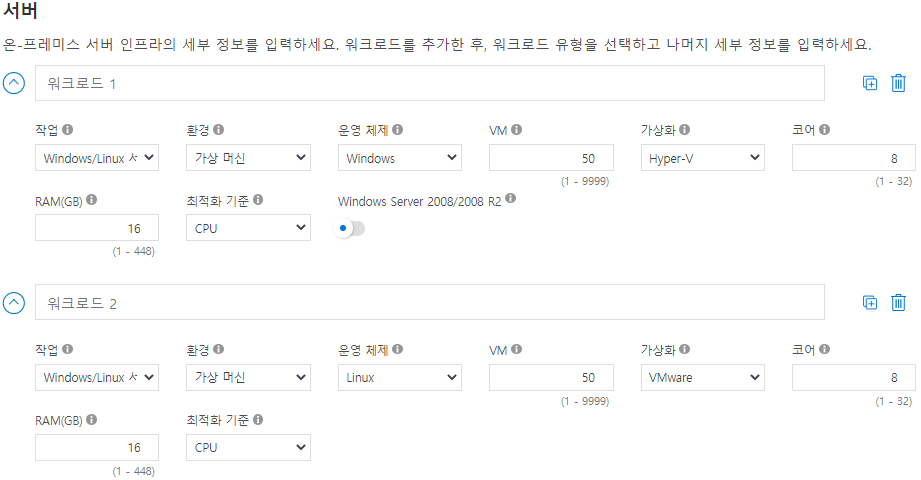 서버
온-프레미스 서버 인프라의 세부 정보를 입력하세요. 워크로드를 추가한 후, 워크로드 유형을 선택하고 나머지 세부 정보를 입력하세요.
워크로드 1
작업 환경 운영 체제 VM 가상화 코어
Windows/Linux 가상 머신 Windows 50 Hyper-V 8
(1 - 9999) (1 - 32)
RAM(GB) 최적화 기준 Windows Server 2008/2008 R2
16 CPU
(1 - 448)
워크로드 2
작업 환경 운영 체제 VM 가상화 코어
Windows/Linux 가상 머신 Linux 50 VMware 8
(1 - 9999) (1 - 32)
RAM(GB) 최적화 기준
16 CPU
(1 - 448)